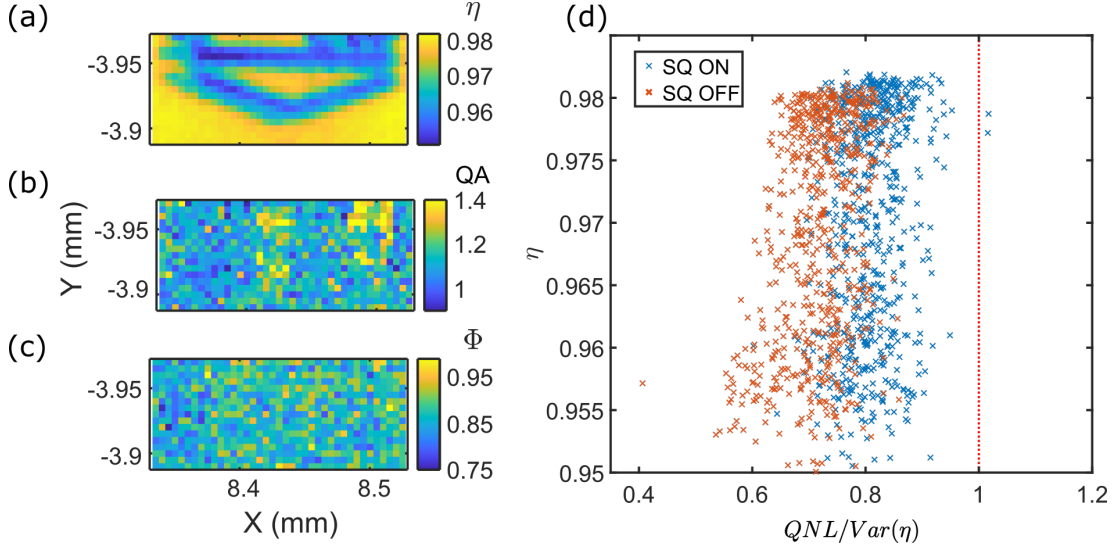 (a)
η
-3.95
-3.9
0.98
0.97
0.96
(b)
QA
-3.95
-3.9
1.4
1.2
1
Y (mm)
(c)
Φ
-3.95
-3.9
0.95
0.85
0.75
8.4
8.5
X (mm)
(d)
SQ ON
SQ OFF
0.98
0.975
0.97
0.965
0.96
0.955
0.95
η
0.4
0.6
0.8
1
1.2
QNL/Var(η)